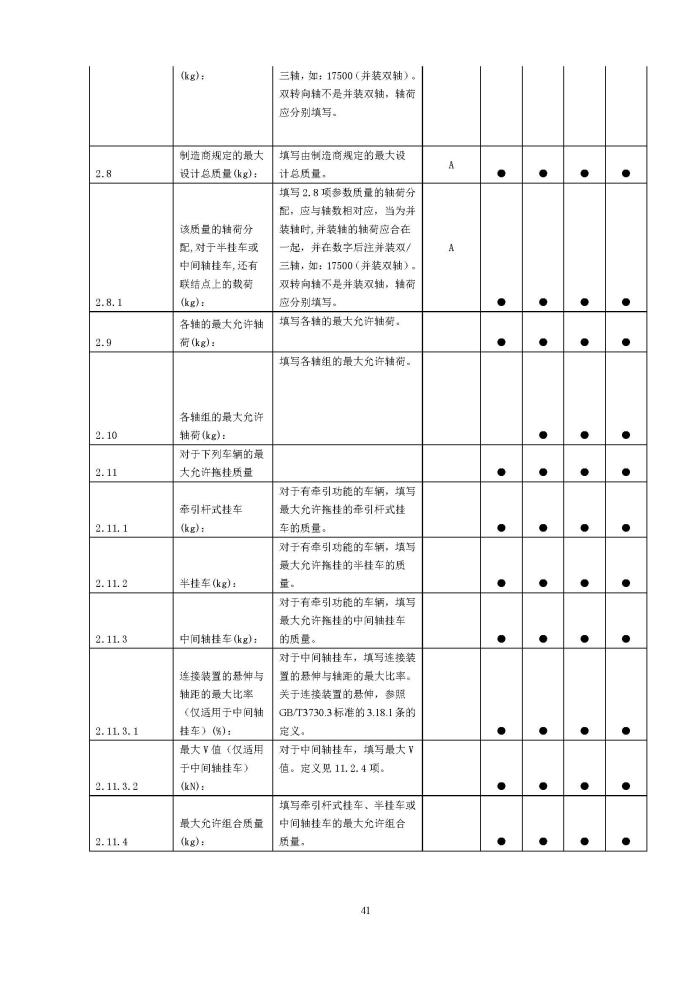 (kg)：
三轴，如：17500（并装双轴）。
双转向轴不是并装双轴，轴荷
应分别填写。
2.8
制造商规定的最大
设计总质量(kg)：
填写由制造商规定的最大设
计总质量。
A
● ● ● ●
2.8.1
该质量的轴荷分
配,对于半挂车或
中间轴挂车,还有
联结点上的载荷
(kg)：
填写 2.8 项参数质量的轴荷分
配，应与轴数相对应，当为并
装轴时,并装轴的轴荷应合在
一起，并在数字后注并装双/
三轴，如：17500（并装双轴）。
双转向轴不是并装双轴，轴荷
应分别填写。
A
● ● ● ●
2.9
各轴的最大允许轴
荷(kg)：
填写各轴的最大允许轴荷。
● ● ● ●
2.10
各轴组的最大允许
轴荷(kg)：
填写各轴组的最大允许轴荷。
● ● ●
2.11
对于下列车辆的最
大允许拖挂质量
● ● ● ●
2.11.1
牵引杆式挂车
(kg)：
对于有牵引功能的车辆，填写
最大允许拖挂的牵引杆式挂
车的质量。
● ● ● ●
2.11.2
半挂车(kg)：
对于有牵引功能的车辆，填写
最大允许拖挂的半挂车的质
量。
● ● ● ●
2.11.3
中间轴挂车(kg)：
对于有牵引功能的车辆，填写
最大允许拖挂的中间轴挂车
的质量。
● ● ● ●
2.11.3.1
连接装置的悬伸与
轴距的最大比率
（仅适用于中间轴
挂车）(%)：
对于中间轴挂车，填写连接装
置的悬伸与轴距的最大比率。
关于连接装置的悬伸，参照
GB/T3730.3标准的3.18.1条的
定义。
● ● ● ●
2.11.3.2
最大 V 值（仅适用
于中间轴挂车）
(kN)：
对于中间轴挂车，填写最大 V
值。定义见 11.2.4 项。
● ● ● ●
2.11.4
最大允许组合质量
(kg)：
填写牵引杆式挂车、半挂车或
中间轴挂车的最大允许组合
质量。
● ● ● ●
41